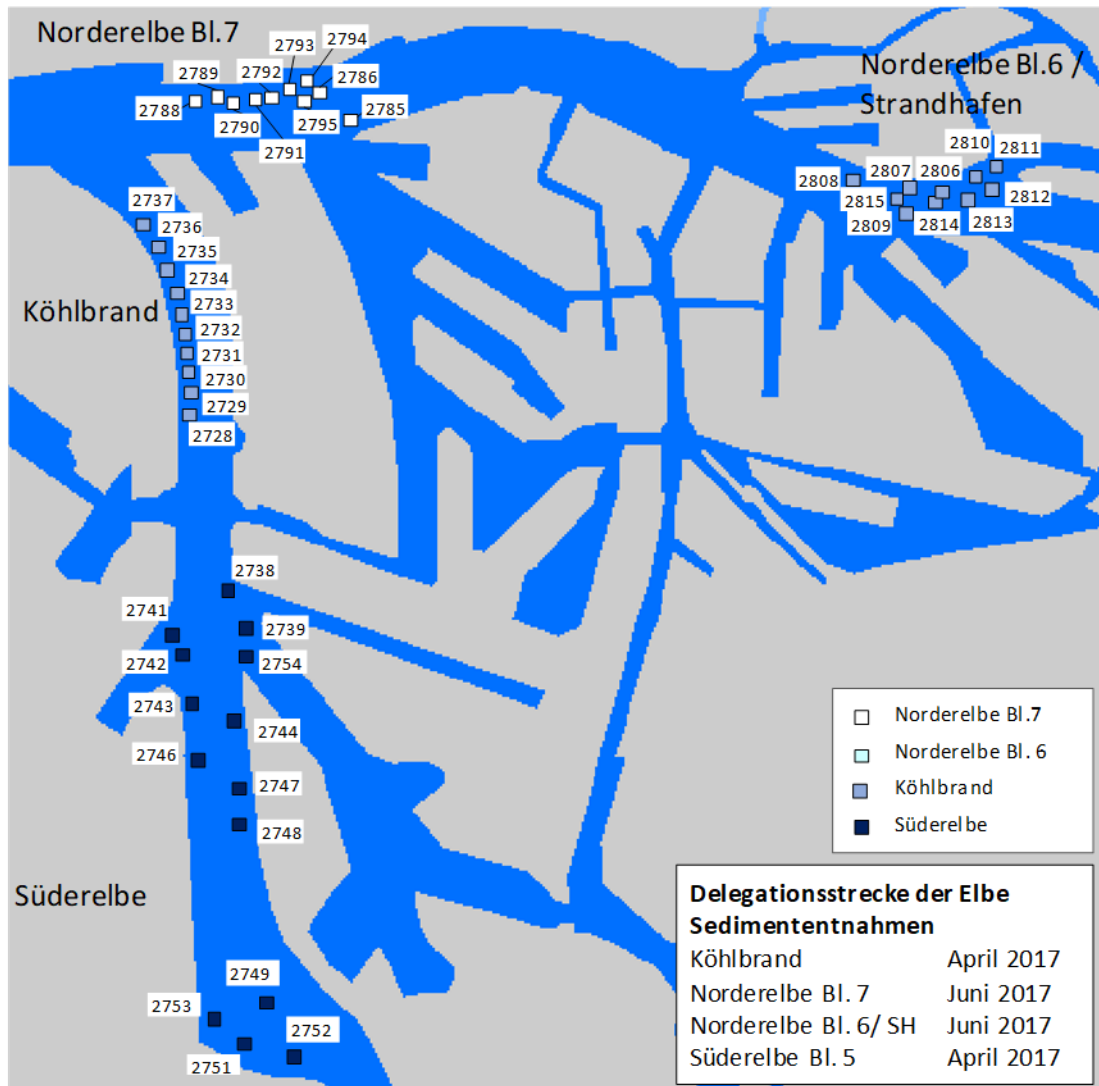 Norderelbe Bl.7
2793
2794
2789
2792
2786
2788
2785
2790
2795
2791
Norderelbe Bl.6 /
Strandhafen
2810
2811
2807
2806
2808
2815
2812
2809
2814
2813
2737
2736
2735
2734
Köhlbrand
2733
2732
2731
2730
2729
2728
2738
2741
2739
2742
2754
2743
2744
2746
2747
2748
Süderelbe
2749
2753
2752
2751
Norderelbe Bl.7
Norderelbe Bl. 6
Köhlbrand
Süderelbe
Delegationsstrecke der Elbe
Sedimententnahmen
Köhlbrand April 2017
Norderelbe Bl. 7 Juni 2017
Norderelbe Bl. 6/ SH Juni 2017
Süderelbe Bl. 5 April 2017